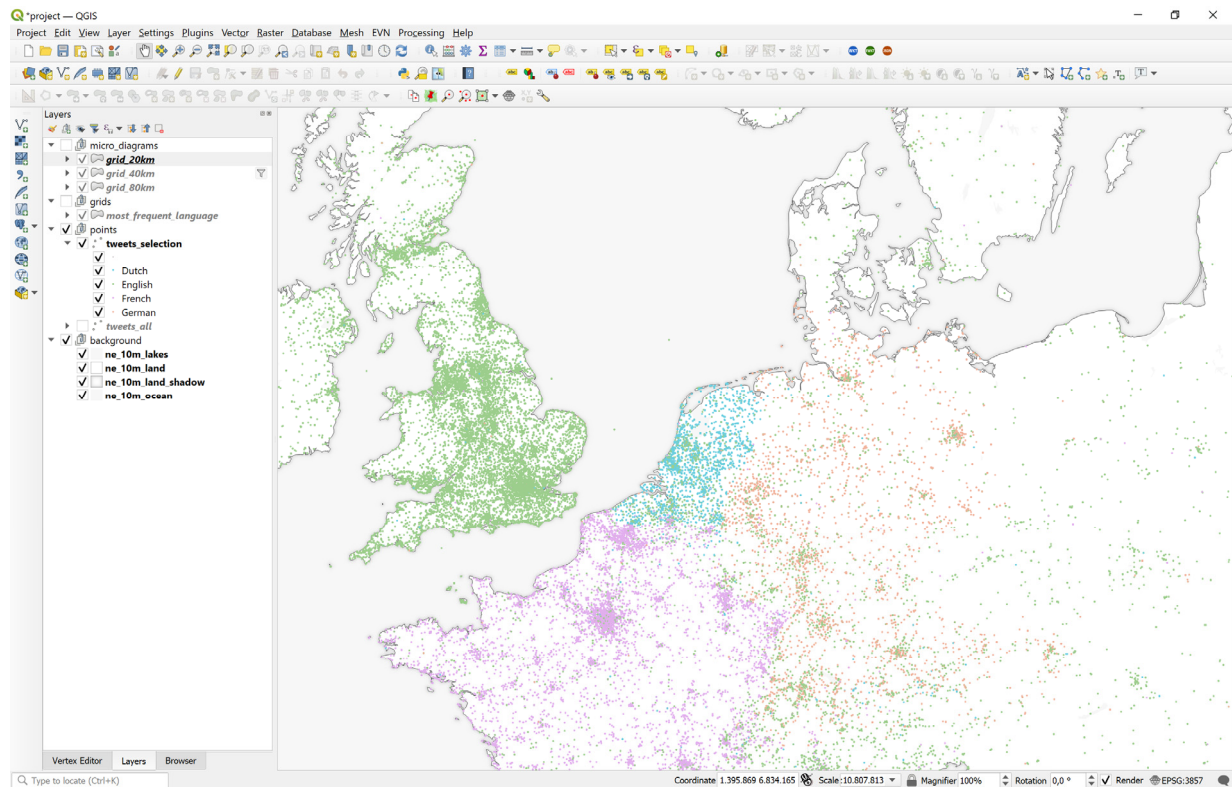 *project — QGIS
Project Edit View Layer Settings Plugins Vector Raster Database Mesh EVN Processing Help
Layers
micro_diagrams
grid_20km
grid_40km
grid_80km
grids
most_frequent_language
points
tweets_selection
Dutch
English
French
German
tweets_all
background
ne_10m_lakes
ne_10m_land
ne_10m_land_shadow
ne_10m_ocean
Vertex Editor Layers Browser
Type to locate (Ctrl+K)
Coordinate 1.395.869 6.834.165 Scale :10.807.813 Magnifier 100% Rotation 0,0 ° Render EPSG:3857